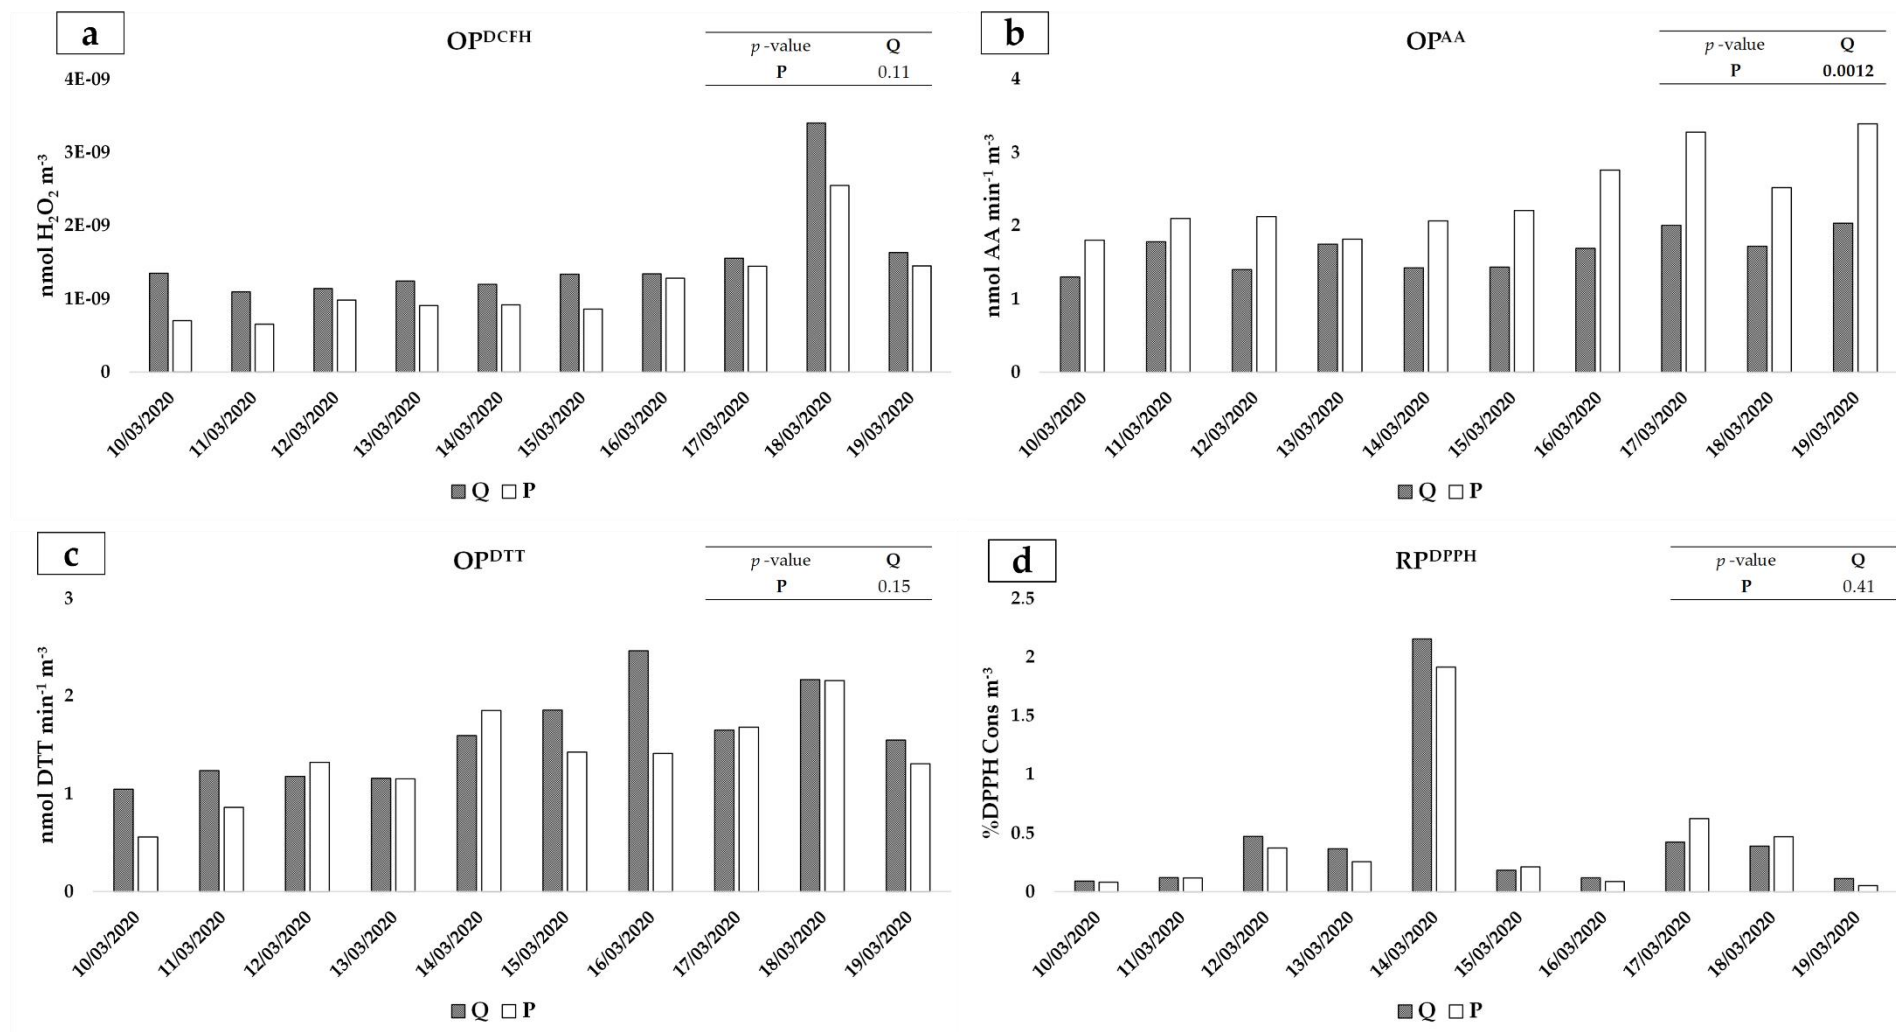 a
OPᴰᶜᶠᴴ
p -value Q
P 0.11
4E-09
3E-09
2E-09
1E-09
0
nmol H₂O₂ m⁻³
10/03/2020 11/03/2020 12/03/2020 13/03/2020 14/03/2020 15/03/2020 16/03/2020 17/03/2020 18/03/2020 19/03/2020
Q P
b
OPᴬᴬ
p -value Q
P 0.0012
4
3
2
1
0
nmol AA min⁻¹ m⁻³
10/03/2020 11/03/2020 12/03/2020 13/03/2020 14/03/2020 15/03/2020 16/03/2020 17/03/2020 18/03/2020 19/03/2020
Q P
c
OPᴰᵀᵀ
p -value Q
P 0.15
3
2
1
0
nmol DTT min⁻¹ m⁻³
10/03/2020 11/03/2020 12/03/2020 13/03/2020 14/03/2020 15/03/2020 16/03/2020 17/03/2020 18/03/2020 19/03/2020
Q P
d
RPᴰᴾᴾᴴ
p -value Q
P 0.41
2.5
2
1.5
1
0.5
0
%DPPH Cons m⁻³
10/03/2020 11/03/2020 12/03/2020 13/03/2020 14/03/2020 15/03/2020 16/03/2020 17/03/2020 18/03/2020 19/03/2020
Q P